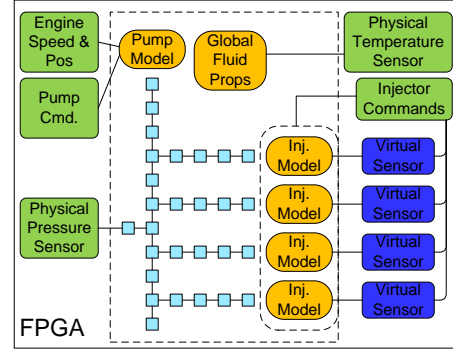 Engine
Speed &
Pos
Pump
Model
Global
Fluid
Props
Physical
Temperature
Sensor
Pump
Cmd.
Injector
Commands
Inj.
Model
Virtual
Sensor
Inj.
Model
Virtual
Sensor
Physical
Pressure
Sensor
Inj.
Model
Virtual
Sensor
Inj.
Model
Virtual
Sensor
FPGA